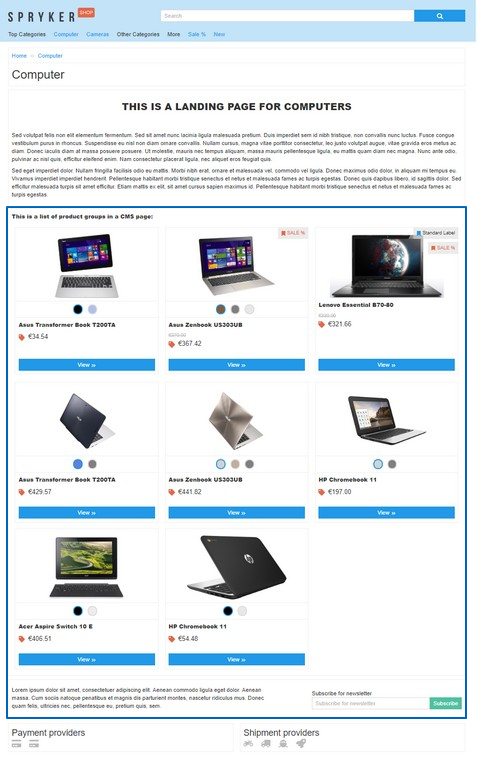 SPRYKER SHOP
Search
Top Categories Computer Cameras Other Categories More Sale % New
Home Computer
Computer
THIS IS A LANDING PAGE FOR COMPUTERS
Sed volutpat felis non elit elementum fermentum. Sed sit amet nunc lacinia ligula malesuada pretium. Duis imperdiet sem id nibh tristique, non convallis nunc luctus. Fusce congue
vestibulum purus in rhoncus. Suspendisse eu nisl non diam ornare convallis. Nullam cursus, magna vitae porttitor consectetur, leo justo volutpat augue, vitae gravida eros metus ac
diam. Donec iaculis diam at massa posuere posuere. Ut molestie, mauris nec tempus aliquam, massa mauris pellentesque ligula, eu mattis quam diam nec magna. Nunc ante odio,
pulvinar ac nisi quis, efficitur eleifend enim. Nam consectetur placerat ligula, nec aliquet eros feugiat quis.
Sed eget imperdiet dolor. Nullam fringilla facilisis odio eu mattis. Morbi nibh erat, ornare et malesuada vel, commodo vel ligula. Donec maximus odio dolor, in aliquam mi tempus eu.
Vivamus imperdiet imperdiet hendrerit. Pellentesque habitant morbi tristique senectus et netus et malesuada fames ac turpis egestas. Donec quis dapibus libero, id sagittis dolor. Sed
efficitur malesuada turpis sit amet efficitur. Etiam mattis ex elit, sit amet cursus sapien maximus id. Pellentesque habitant morbi tristique senectus et netus et malesuada fames ac
turpis egestas.
This is a list of product groups in a CMS page:
SALE %
Standard Label
SALE %
Asus Transformer Book T200TA
€34.54
View »
Asus Zenbook US303UB
€367.42
View »
Lenovo Essential B70-80
€321.66
View »
Asus Transformer Book T200TA
€429.57
View »
Asus Zenbook US303UB
€441.82
View »
HP Chromebook 11
€197.00
View »
Acer Aspire Switch 10 E
€406.51
View »
HP Chromebook 11
€54.48
View »
Lorem ipsum dolor sit amet, consectetuer adipiscing elit. Aenean commodo ligula eget dolor. Aenean
massa. Cum sociis natoque penatibus et magnis dis parturient montes, nascetur ridiculus mus. Donec
quam felis, ultricies nec, pellentesque eu, pretium quis, sem.
Subscribe for newsletter
Subscribe for newsletter Subscribe
Payment providers
Shipment providers